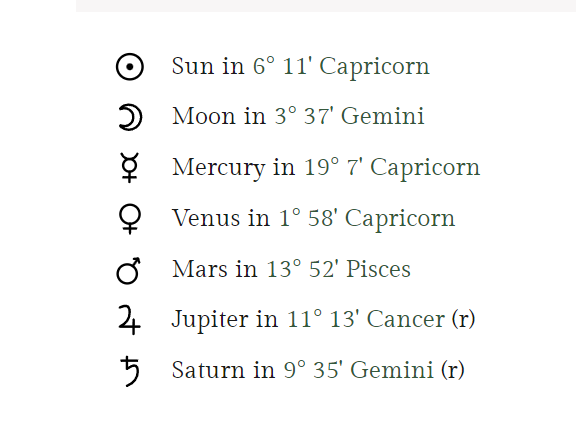 Sun in 6° 11' Capricorn
Moon in 3° 37' Gemini
Mercury in 19° 7' Capricorn
Venus in 1° 58' Capricorn
Mars in 13° 52' Pisces
Jupiter in 11° 13' Cancer (r)
Saturn in 9° 35' Gemini (r)